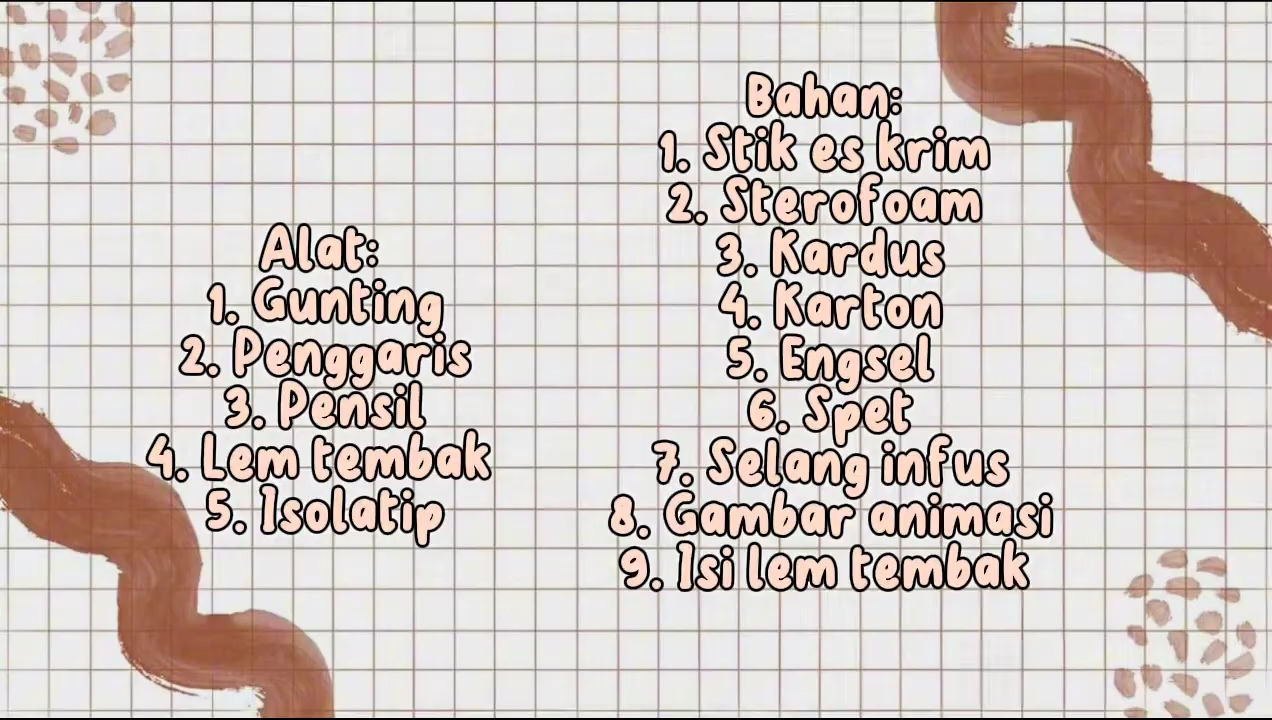 Alat:
1. Gunting
2. Penggaris
3. Pensil
4. Lem tembak
5. Isolatip
Bahan:
1. Stik es krim
2. Sterofoam
3. Kardus
4. Karton
5. Engsel
6. Spet
7. Selang infus
8. Gambar animasi
9. Isi lem tembak